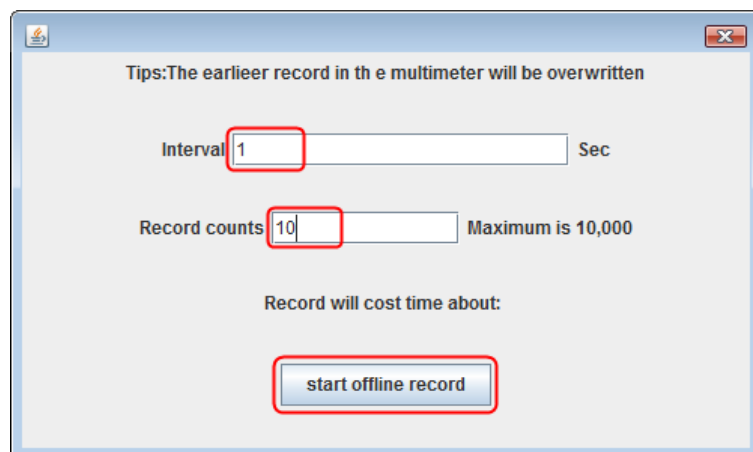 Tips:The earlieer record in th e multimeter will be overwritten
Interval 1 Sec
Record counts 10 Maximum is 10,000
Record will cost time about:
start offline record